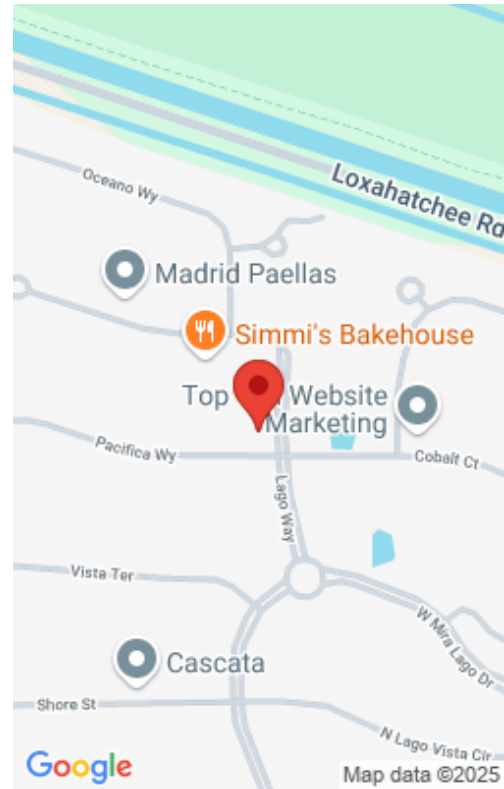 Oceano Wy
Loxahatchee Rd
Madrid Paellas
Simmi's Bakehouse
Top Website
Marketing
Pacifica Wy
Cobalt Ct
Lago Way
Vista Ter
W Mira Lago Dr
Cascata
Shore St
N Lago Vista Cir
Google
Map data ©2025